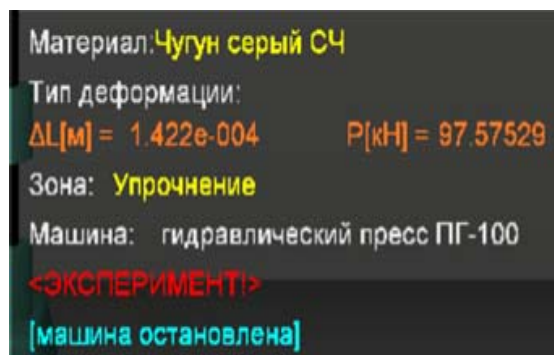 Материал:Чугун серый СЧ
Тип деформации:
ΔL[м] = 1.422e-004 P[кН] = 97.57529
Зона: Упрочнение
Машина: гидравлический пресс ПГ-100
<ЭКСПЕРИМЕНТ!>
[машина остановлена]